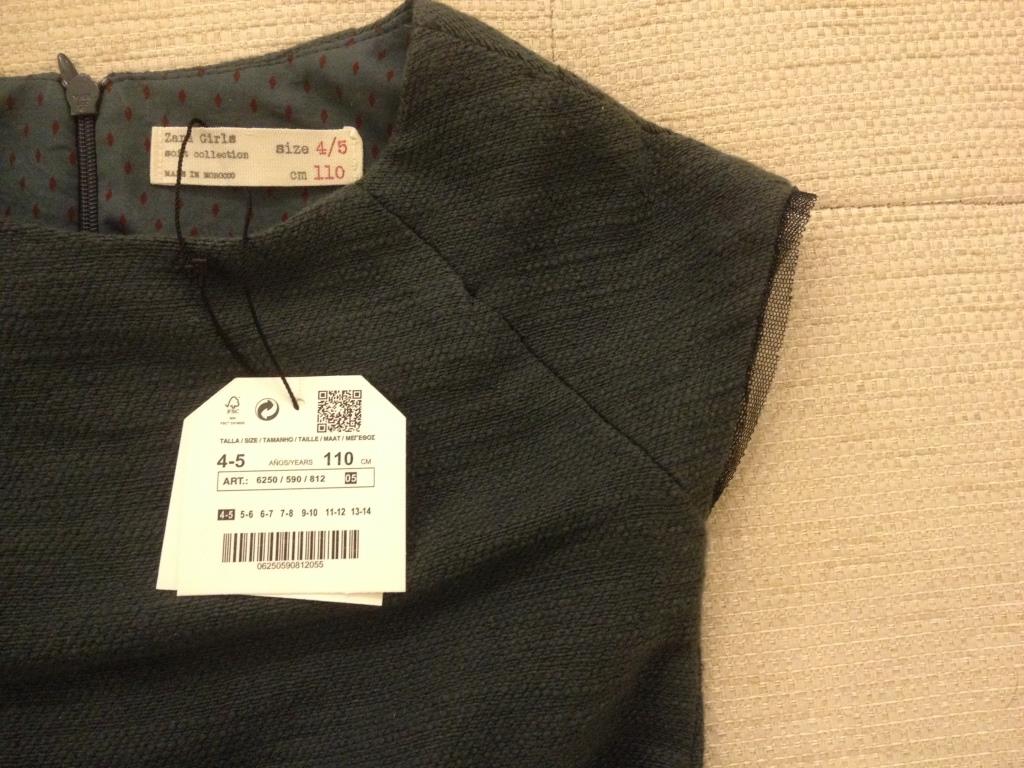 Zara Girls
soft collection
MADE IN MOROCCO
size 4/5
cm 110
FSC
TALLA / SIZE / TAMANHO / TAILLE / MAAT / ΜΕΓΕΘΟΣ
4-5 AÑOS/YEARS 110 CM
ART.: 6250 / 590 / 812 05
4-5 5-6 6-7 7-8 9-10 11-12 13-14
06250590812055